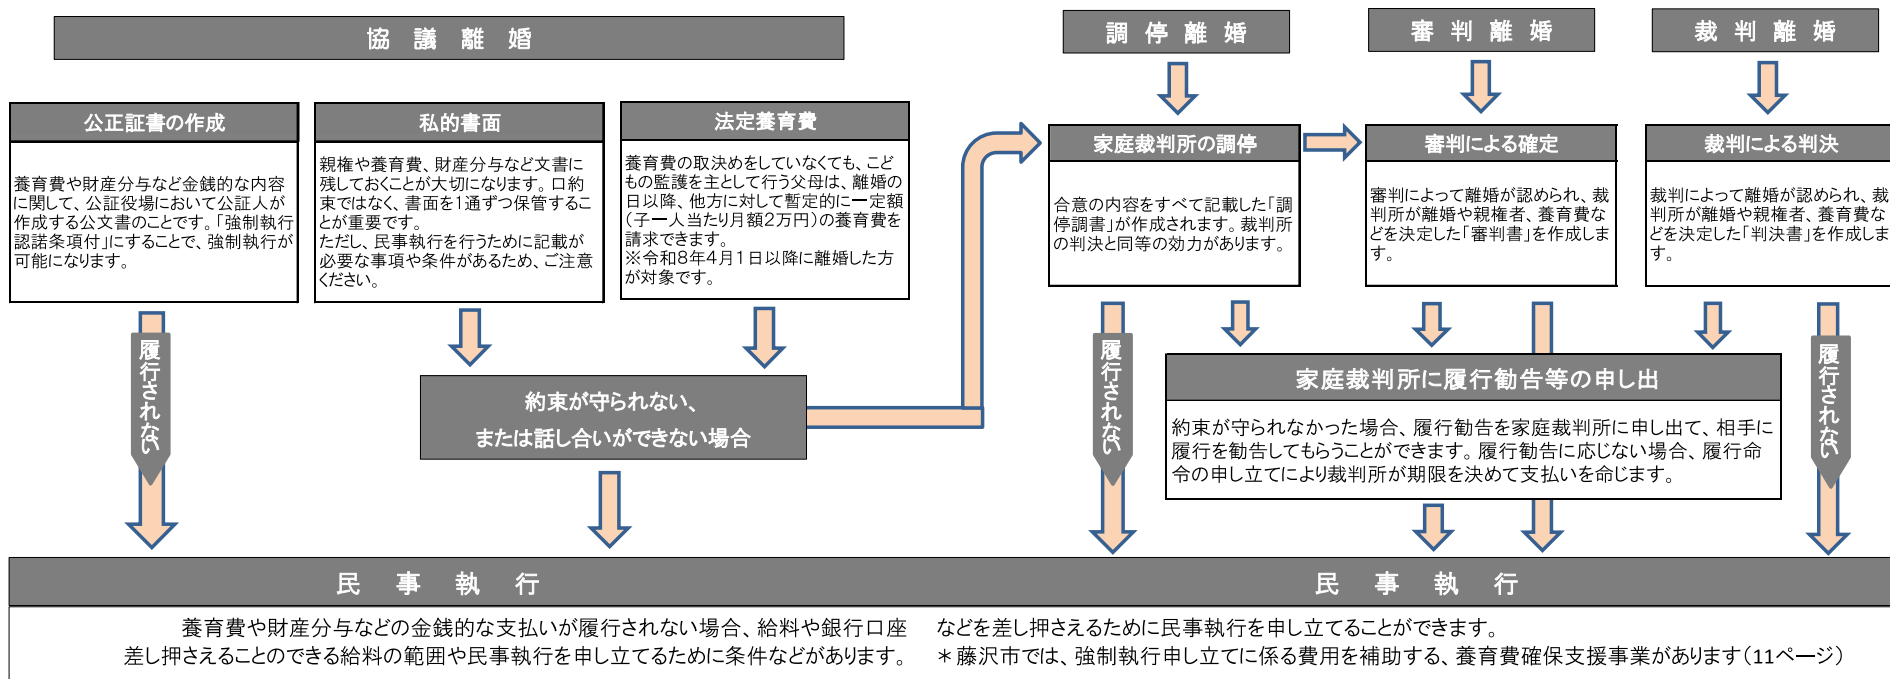 協議離婚
公正証書の作成
養育費や財産分与など金銭的な内容
に関して、公証役場において公証人が
作成する公文書のことです。「強制執行
認諾条項付」にすることで、強制執行が
可能になります。
私的書面
親権や養育費、財産分与など文書に
残しておくことが大切になります。口約
束ではなく、書面を1通ずつ保管するこ
とが重要です。
ただし、民事執行を行うために記載が
必要な事項や条件があるため、ご注意
ください。
法定養育費
養育費の取決めをしていなくても、こど
もの監護を主として行う父母は、離婚の
日以降、他方に対して暫定的に一定額
(子一人当たり月額2万円)の養育費を
請求できます。
※令和8年4月1日以降に離婚した方
が対象です。
履行されない
約束が守られない、
または話し合いができない場合
調停離婚
家庭裁判所の調停
合意の内容をすべて記載した「調
停調書」が作成されます。裁判所
の判決と同等の効力があります。
審判離婚
審判による確定
審判によって離婚が認められ、裁
判所が離婚や親権者、養育費な
どを決定した「審判書」を作成しま
す。
裁判離婚
裁判による判決
裁判によって離婚が認められ、裁
判所が離婚や親権者、養育費な
どを決定した「判決書」を作成しま
す。
履行されない
家庭裁判所に履行勧告等の申し出
約束が守られなかった場合、履行勧告を家庭裁判所に申し出て、相手に
履行を勧告してもらうことができます。履行勧告に応じない場合、履行命
令の申し立てにより裁判所が期限を決めて支払いを命じます。
履行されない
民事執行 民事執行
養育費や財産分与などの金銭的な支払いが履行されない場合、給料や銀行口座 などを差し押さえるために民事執行を申し立てることができます。
差し押さえることのできる給料の範囲や民事執行を申し立てるために条件などがあります。 ＊藤沢市では、強制執行申し立てに係る費用を補助する、養育費確保支援事業があります(11ページ)